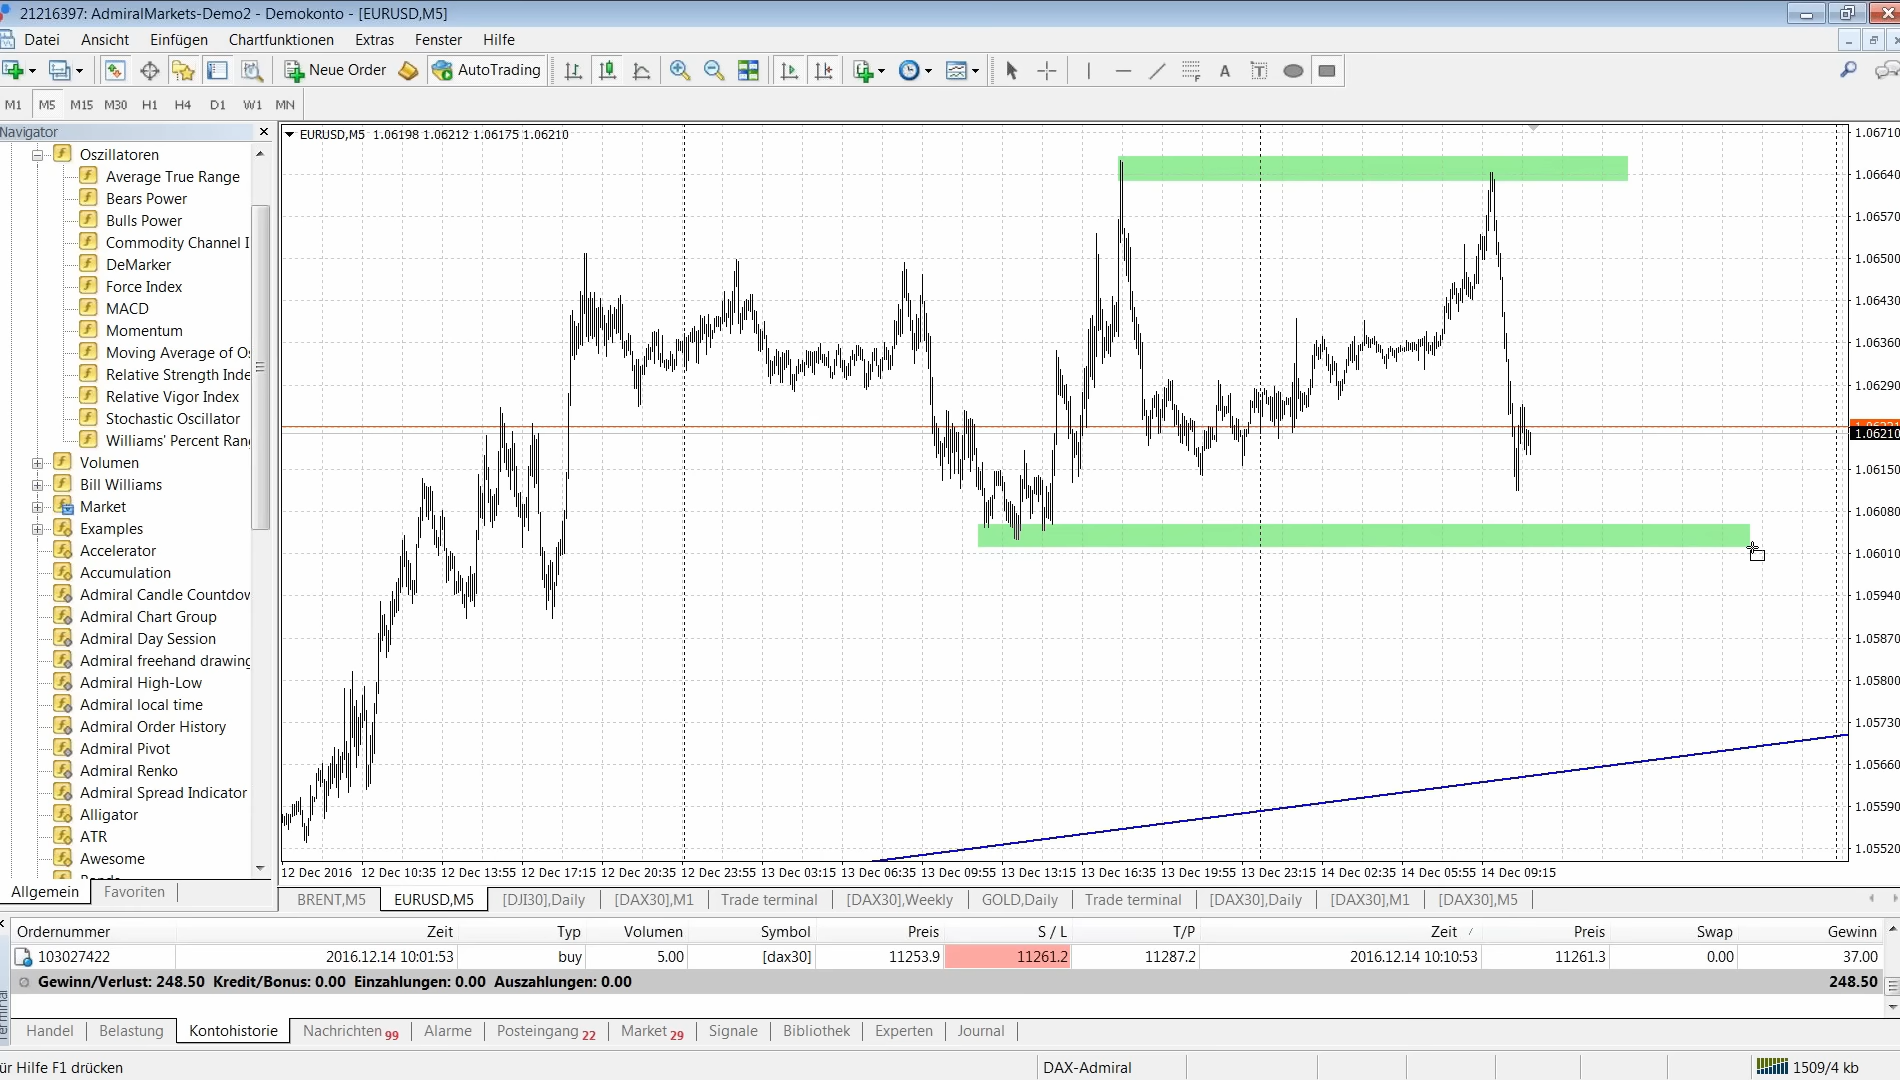 21216397: AdmiralMarkets-Demo2 - Demokonto - [EURUSD,M5]
Datei Ansicht Einfügen Chartfunktionen Extras Fenster Hilfe
Neue Order AutoTrading
M1 M5 M15 M30 H1 H4 D1 W1 MN
Navigator
Oszillatoren
Average True Range
Bears Power
Bulls Power
Commodity Channel I
DeMarker
Force Index
MACD
Momentum
Moving Average of Os
Relative Strength Inde
Relative Vigor Index
Stochastic Oscillator
Williams' Percent Ran
Volumen
Bill Williams
Market
Examples
Accelerator
Accumulation
Admiral Candle Countdow
Admiral Chart Group
Admiral Day Session
Admiral freehand drawing
Admiral High-Low
Admiral local time
Admiral Order History
Admiral Pivot
Admiral Renko
Admiral Spread Indicator
Alligator
ATR
Awesome
Allgemein Favoriten
EURUSD,M5 1.06198 1.06212 1.06175 1.06210
1.06710
1.06640
1.06570
1.06500
1.06430
1.06360
1.06290
1.06210
1.06150
1.06080
1.06010
1.05940
1.05870
1.05800
1.05730
1.05660
1.05590
1.05520
12 Dec 2016 12 Dec 10:35 12 Dec 13:55 12 Dec 17:15 12 Dec 20:35 12 Dec 23:55 13 Dec 03:15 13 Dec 06:35 13 Dec 09:55 13 Dec 13:15 13 Dec 16:35 13 Dec 19:55 13 Dec 23:15 14 Dec 02:35 14 Dec 05:55 14 Dec 09:15
BRENT,M5 EURUSD,M5 [DJI30],Daily [DAX30],M1 Trade terminal [DAX30],Weekly GOLD,Daily Trade terminal [DAX30],Daily [DAX30],M1 [DAX30],M5
Ordernummer Zeit Typ Volumen Symbol Preis S / L T/P Zeit / Preis Swap Gewinn
103027422 2016.12.14 10:01:53 buy 5.00 [dax30] 11253.9 11261.2 11287.2 2016.12.14 10:10:53 11261.3 0.00 37.00
Gewinn/Verlust: 248.50 Kredit/Bonus: 0.00 Einzahlungen: 0.00 Auszahlungen: 0.00 248.50
Handel Belastung Kontohistorie Nachrichten 99 Alarme Posteingang 22 Market 29 Signale Bibliothek Experten Journal
ür Hilfe F1 drücken DAX-Admiral 1509/4 kb